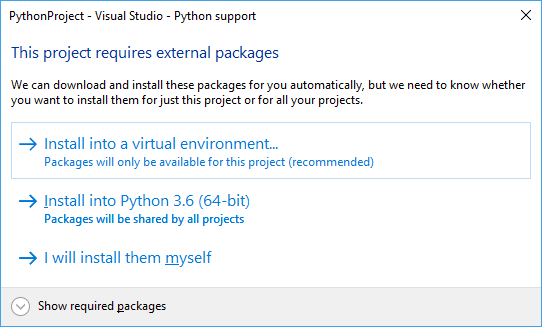 PythonProject - Visual Studio - Python support
This project requires external packages
We can download and install these packages for you automatically, but we need to know whether
you want to install them for just this project or for all your projects.
Install into a virtual environment...
Packages will only be available for this project (recommended)
Install into Python 3.6 (64-bit)
Packages will be shared by all projects
I will install them myself
Show required packages